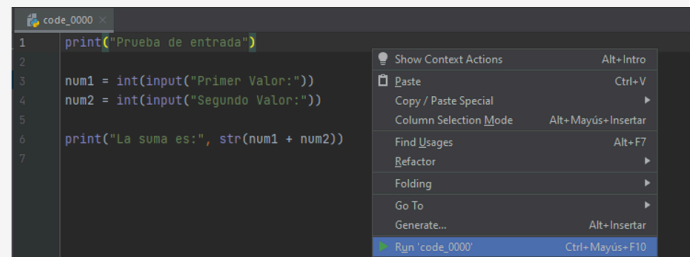 code_0000
1 print("Prueba de entrada")
2
3 num1 = int(input("Primer Valor:"))
4 num2 = int(input("Segundo Valor:"))
5
6 print("La suma es:", str(num1 + num2))
7
Show Context Actions Alt+Intro
Paste Ctrl+V
Copy / Paste Special
Column Selection Mode Alt+Mayús+Insertar
Find Usages Alt+F7
Refactor
Folding
Go To
Generate... Alt+Insertar
Run 'code_0000' Ctrl+Mayús+F10